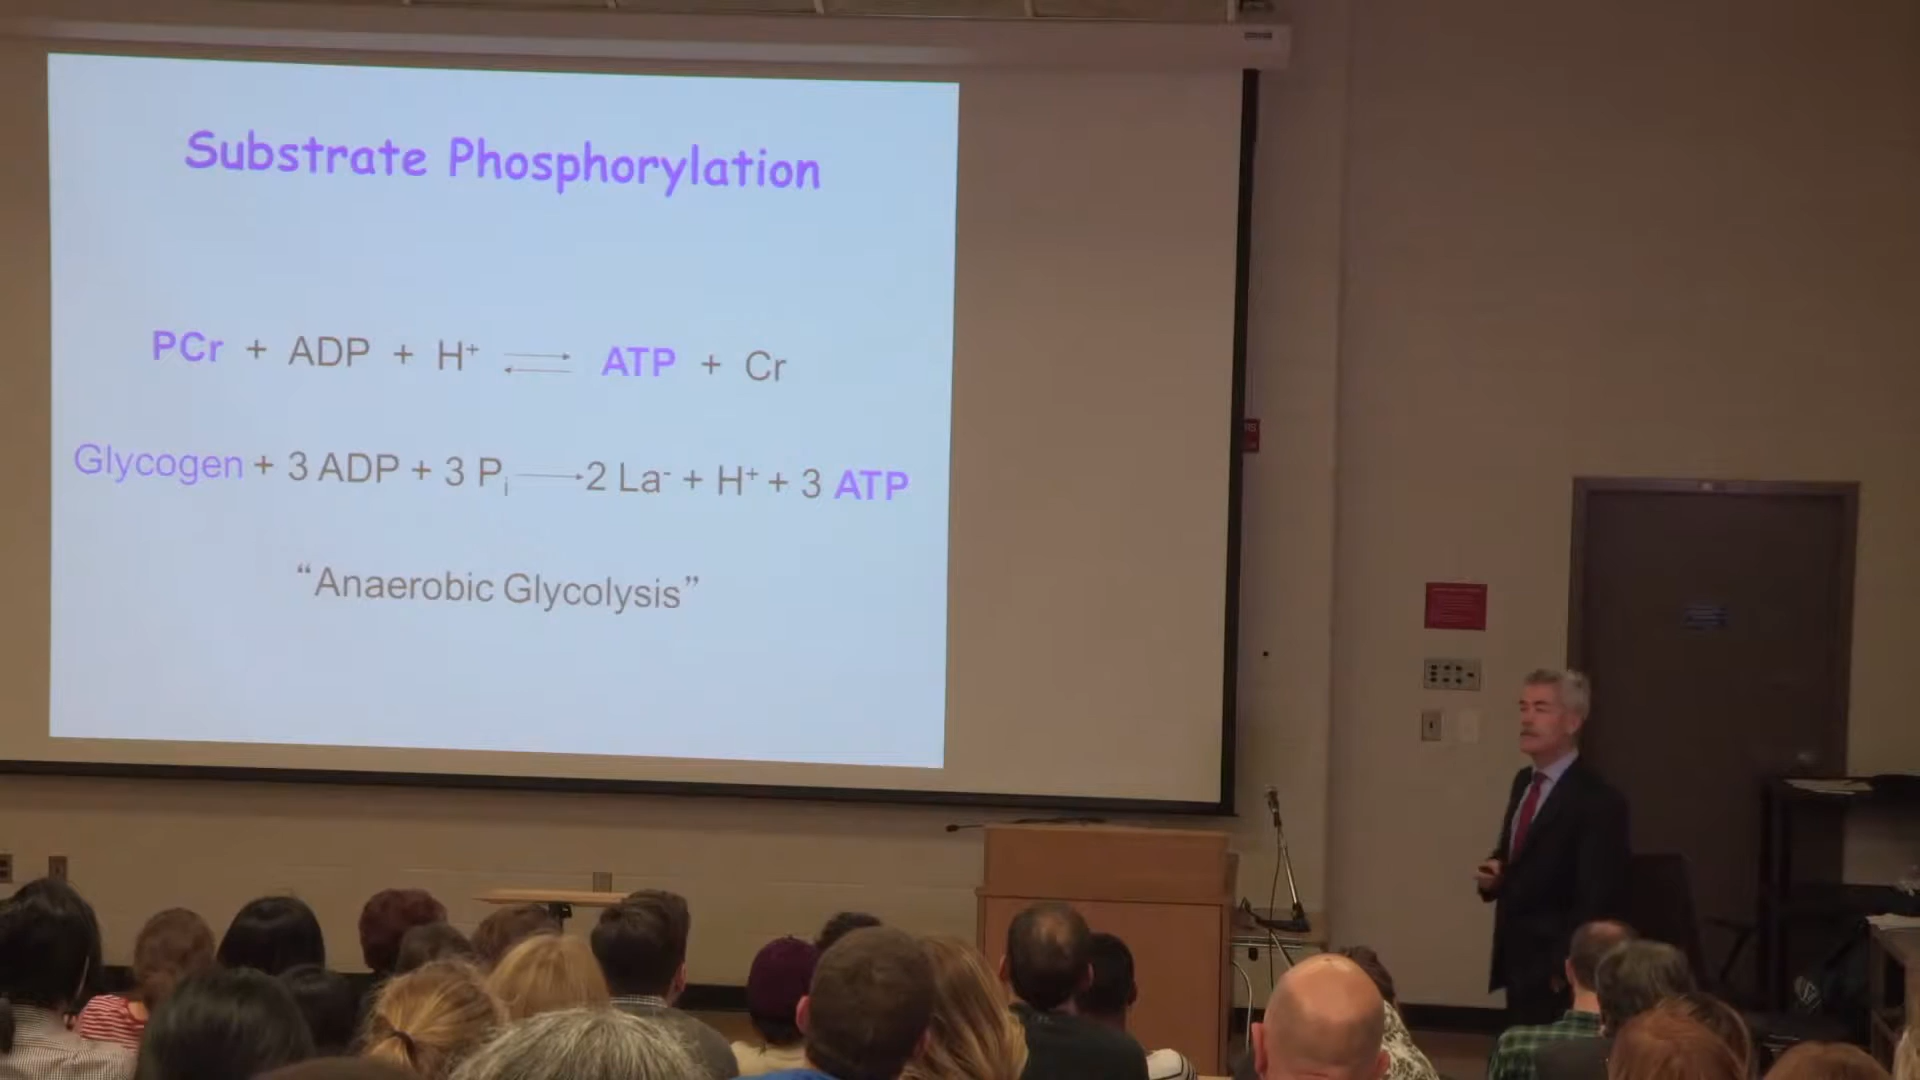 Substrate Phosphorylation
PCr + ADP + H⁺ ⇌ ATP + Cr
Glycogen + 3 ADP + 3 Pᵢ ⟶ 2 La⁻ + H⁺ + 3 ATP
“Anaerobic Glycolysis”